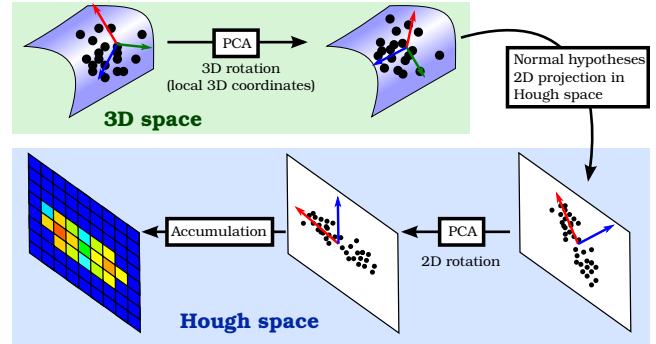 PCA
3D rotation
(local 3D coordinates)
3D space
Normal hypotheses
2D projection in
Hough space
Accumulation
PCA
2D rotation
Hough space